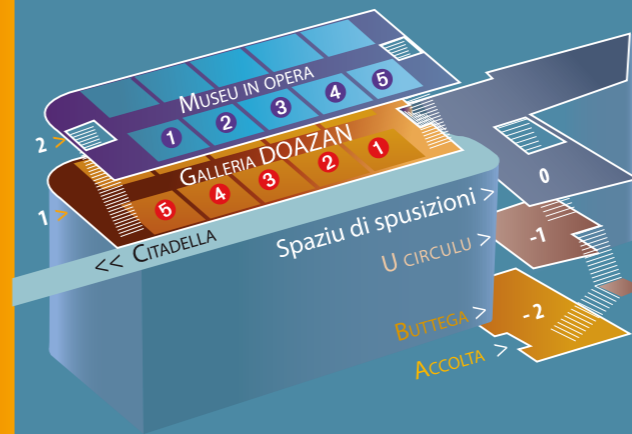 MUSEU IN OPERA
1 2 3 4 5
2 >
GALLERIA DOAZAN
5 4 3 2 1
1 >
0
Spaziu di spusizioni >
<< CITADELLA
-1
U CIRCULU >
-2
BUTTEGA >
ACCOLTA >